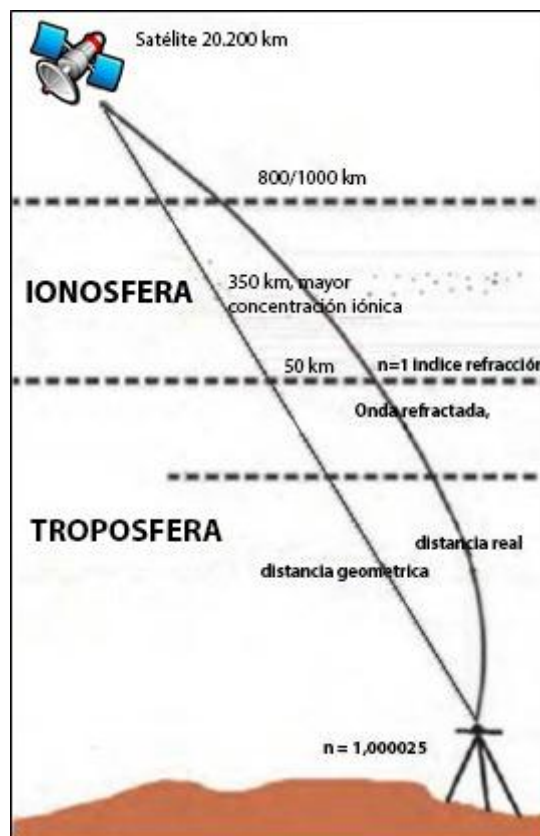 Satélite 20.200 km
800/1000 km
IONOSFERA
350 km, mayor
concentración iónica
50 km
n=1 indice refracción
Onda refractada,
TROPOSFERA
distancia real
distancia geometrica
n = 1,000025